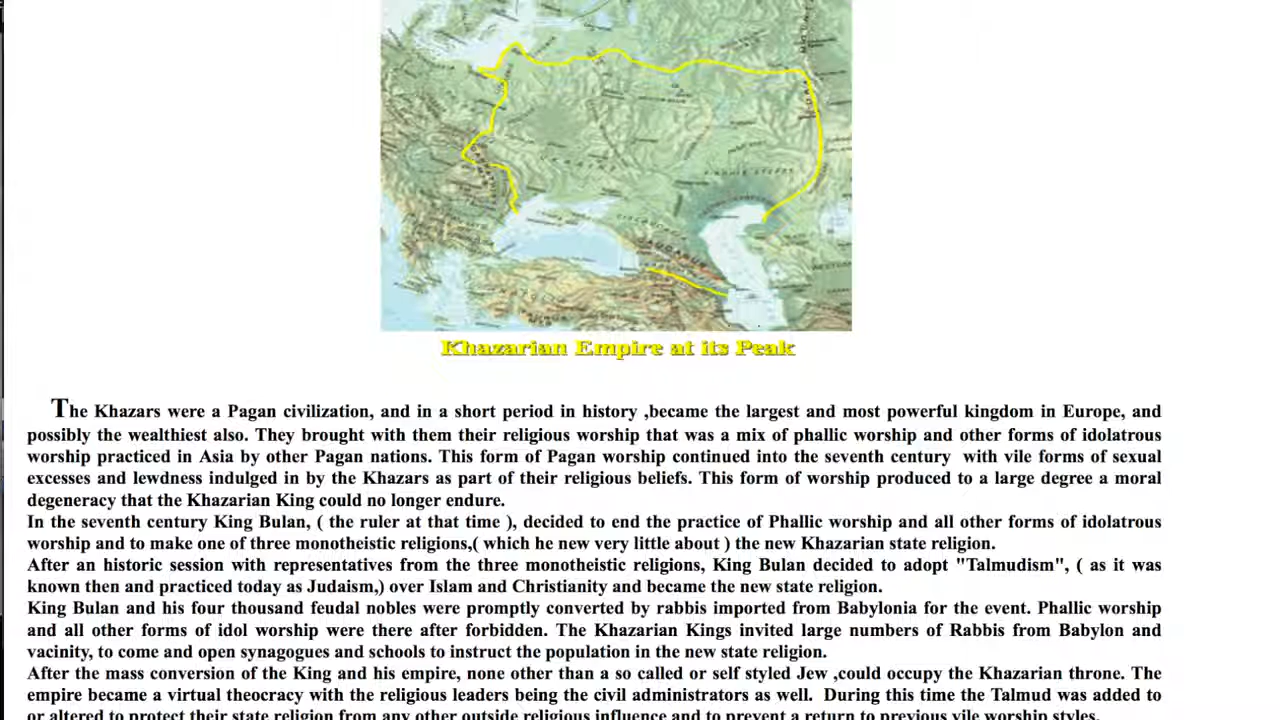 Khazarian Empire at its Peak
The Khazars were a Pagan civilization, and in a short period in history ,became the largest and most powerful kingdom in Europe, and
possibly the wealthiest also. They brought with them their religious worship that was a mix of phallic worship and other forms of idolatrous
worship practiced in Asia by other Pagan nations. This form of Pagan worship continued into the seventh century with vile forms of sexual
excesses and lewdness indulged in by the Khazars as part of their religious beliefs. This form of worship produced to a large degree a moral
degeneracy that the Khazarian King could no longer endure.
In the seventh century King Bulan, ( the ruler at that time ), decided to end the practice of Phallic worship and all other forms of idolatrous
worship and to make one of three monotheistic religions,( which he new very little about ) the new Khazarian state religion.
After an historic session with representatives from the three monotheistic religions, King Bulan decided to adopt "Talmudism", ( as it was
known then and practiced today as Judaism,) over Islam and Christianity and became the new state religion.
King Bulan and his four thousand feudal nobles were promptly converted by rabbis imported from Babylonia for the event. Phallic worship
and all other forms of idol worship were there after forbidden. The Khazarian Kings invited large numbers of Rabbis from Babylon and
vacinity, to come and open synagogues and schools to instruct the population in the new state religion.
After the mass conversion of the King and his empire, none other than a so called or self styled Jew ,could occupy the Khazarian throne. The
empire became a virtual theocracy with the religious leaders being the civil administrators as well. During this time the Talmud was added to
or altered to protect their state religion from any other outside religious influence and to prevent a return to previous vile worship styles.